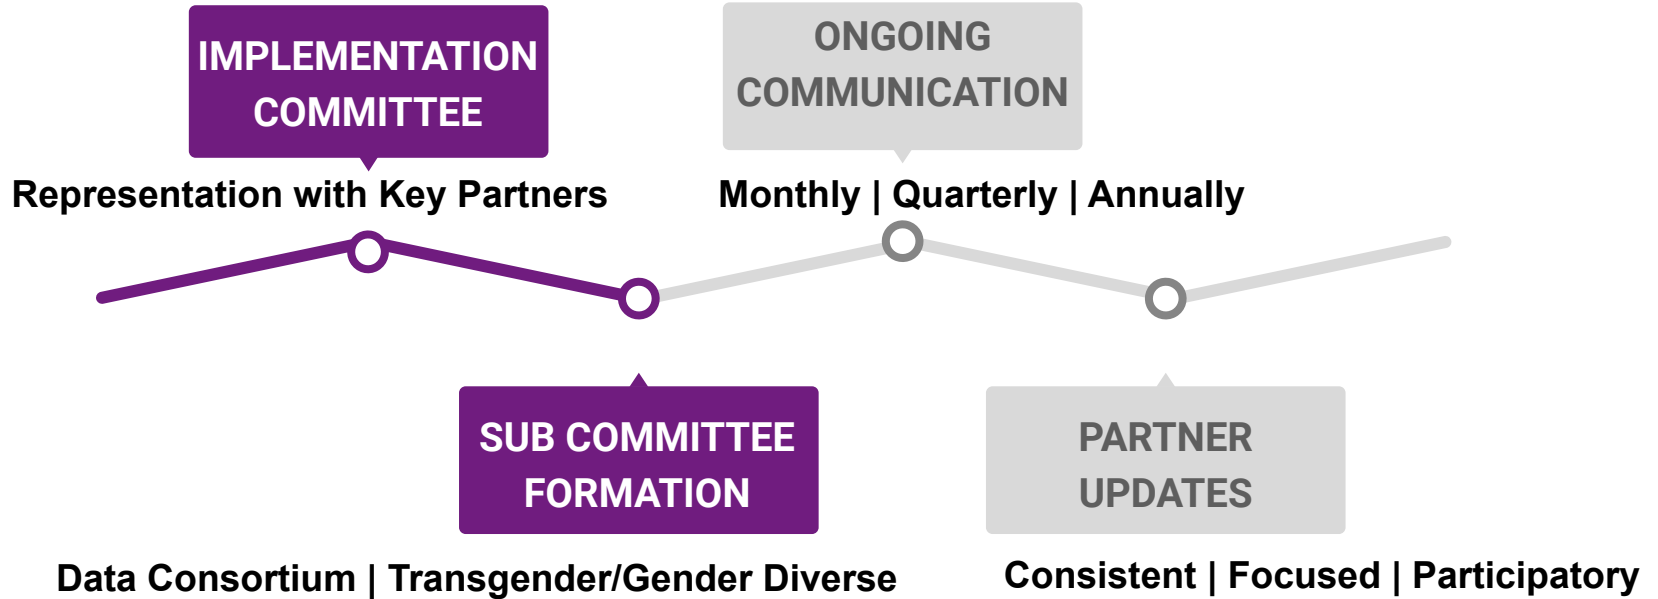 IMPLEMENTATION
COMMITTEE
Representation with Key Partners
ONGOING
COMMUNICATION
Monthly | Quarterly | Annually
SUB COMMITTEE
FORMATION
Data Consortium | Transgender/Gender Diverse
PARTNER
UPDATES
Consistent | Focused | Participatory